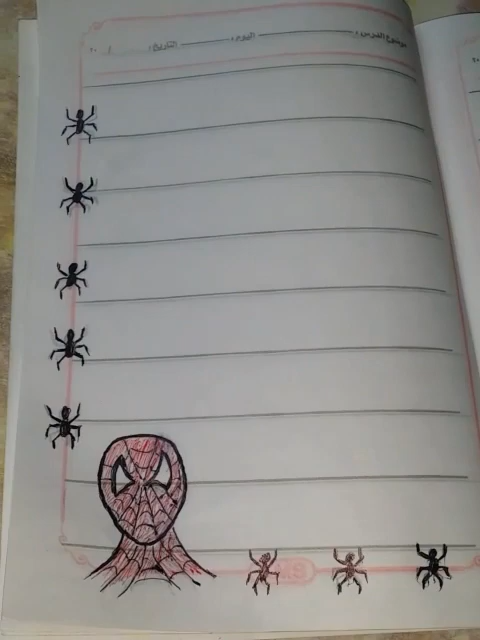 موضوع الدرس : اليوم : التاريخ : / ٢٠